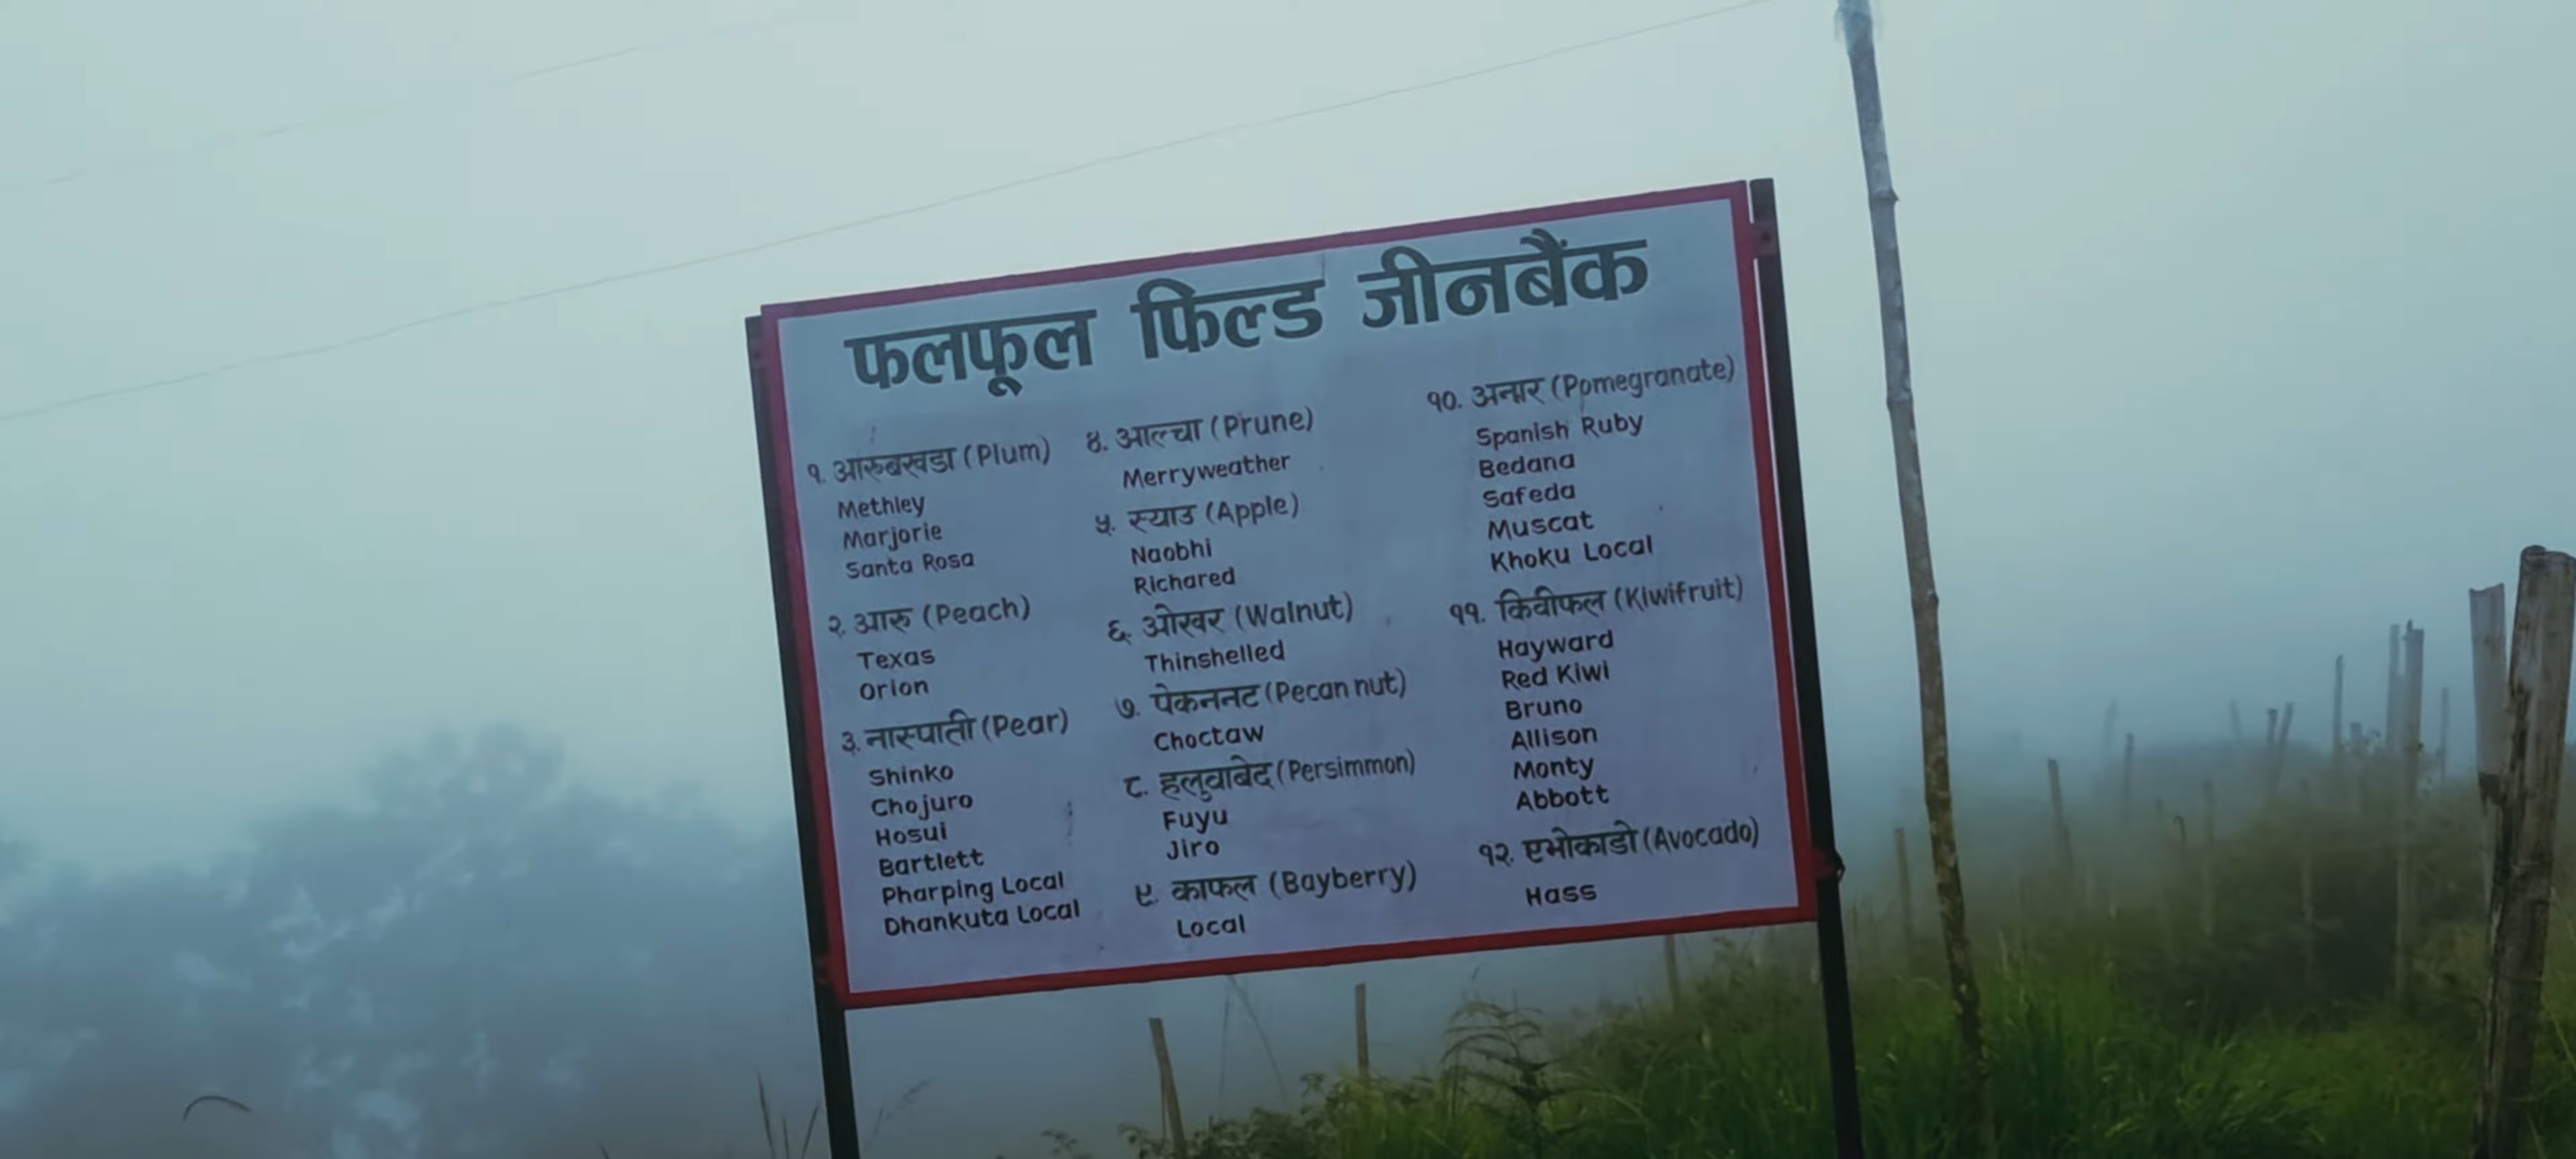 फलफूल फिल्ड जीनबैंक
१. आरुबखडा (Plum)
Methley
Marjorie
Santa Rosa
२. आरु (Peach)
Texas
Orion
३. नास्पाती (Pear)
Shinko
Chojuro
Hosui
Bartlett
Pharping Local
Dhankuta Local
४. आल्चा (Prune)
Merryweather
५. स्याउ (Apple)
Naobhi
Richared
६. ओखर (Walnut)
Thinshelled
७. पेकननट (Pecan nut)
Choctaw
८. हलुवाबेद (Persimmon)
Fuyu
Jiro
९. काफल (Bayberry)
Local
१०. अनार (Pomegranate)
Spanish Ruby
Bedana
Safeda
Muscat
Khoku Local
११. किवीफल (Kiwifruit)
Hayward
Red Kiwi
Bruno
Allison
Monty
Abbott
१२. एभोकाडो (Avocado)
Hass